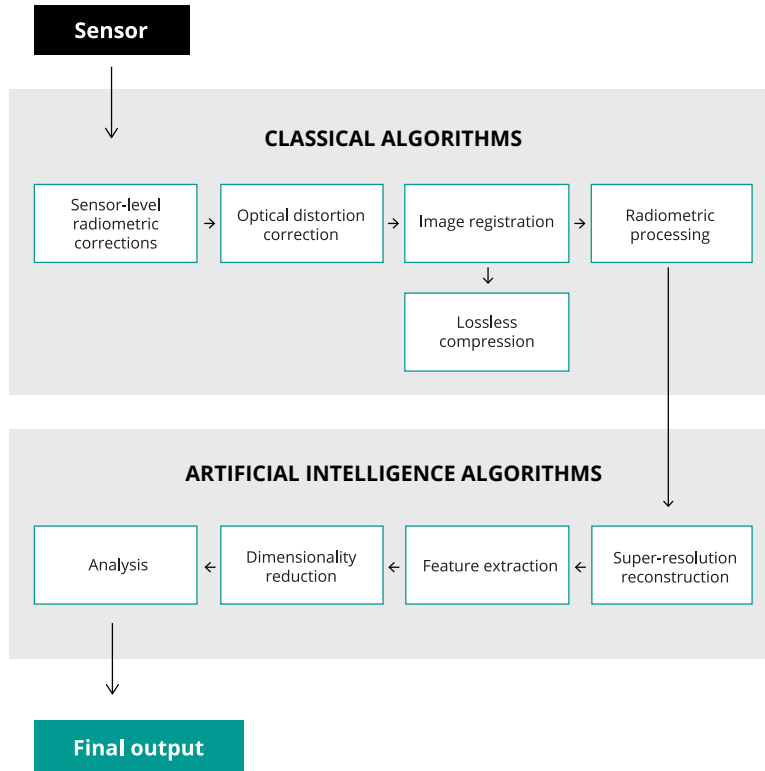 Sensor
CLASSICAL ALGORITHMS
Sensor-level
radiometric
corrections
Optical distortion
correction
Image registration
Radiometric
processing
Lossless
compression
ARTIFICIAL INTELLIGENCE ALGORITHMS
Analysis
Dimensionality
reduction
Feature extraction
Super-resolution
reconstruction
Final output